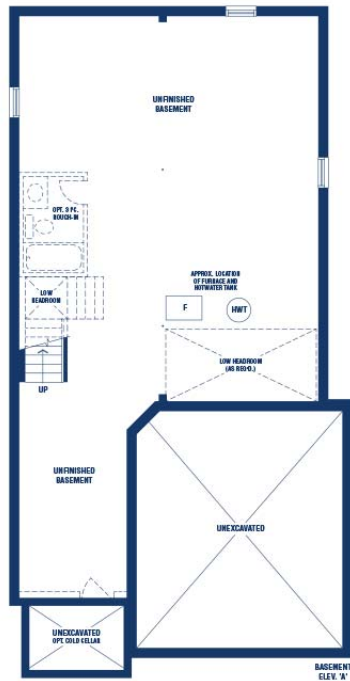 UNFINISHED
BASEMENT
OPT. 3 PC.
ROUGH-IN
LOW
HEADROOM
APPROX. LOCATION
OF FURNACE AND
HOTWATER TANK
F
HWT
LOW HEADROOM
(AS REQ'D.)
UP
UNFINISHED
BASEMENT
UNEXCAVATED
UNEXCAVATED
OPT. COLD CELLAR
BASEMENT
ELEV. 'A'